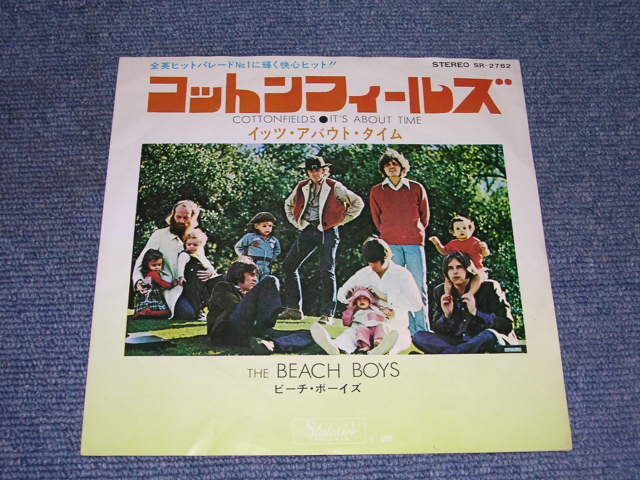 全英ヒットパレードNo.1に輝く快心ヒット!!
STEREO SR-2782
コットンフィールズ
COTTONFIELDS●IT'S ABOUT TIME
イッツ・アバウト・タイム
THE BEACH BOYS
ビーチ・ボーイズ
Stateside